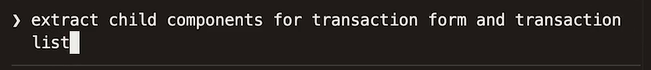 ❯ extract child components for transaction form and transaction
list